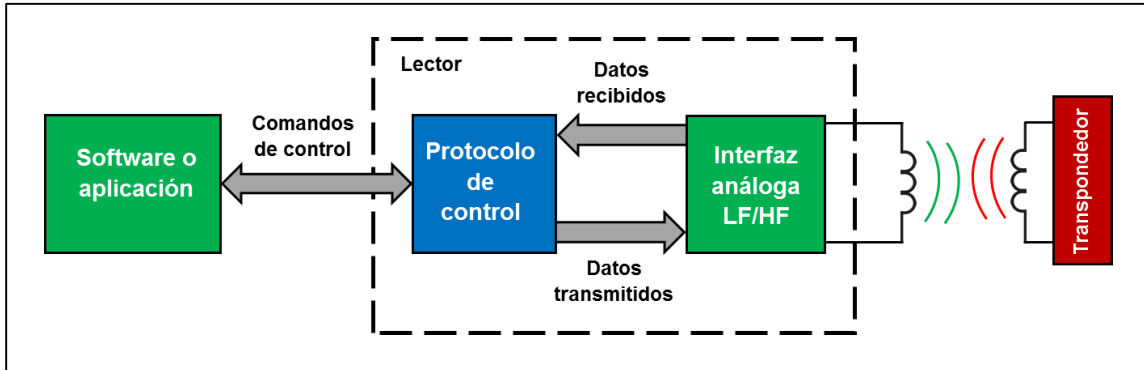 Lector
Datos
recibidos
Comandos
de control
Software o
aplicación
Protocolo
de
control
Interfaz
análoga
LF/HF
Transpondedor
Datos
transmitidos